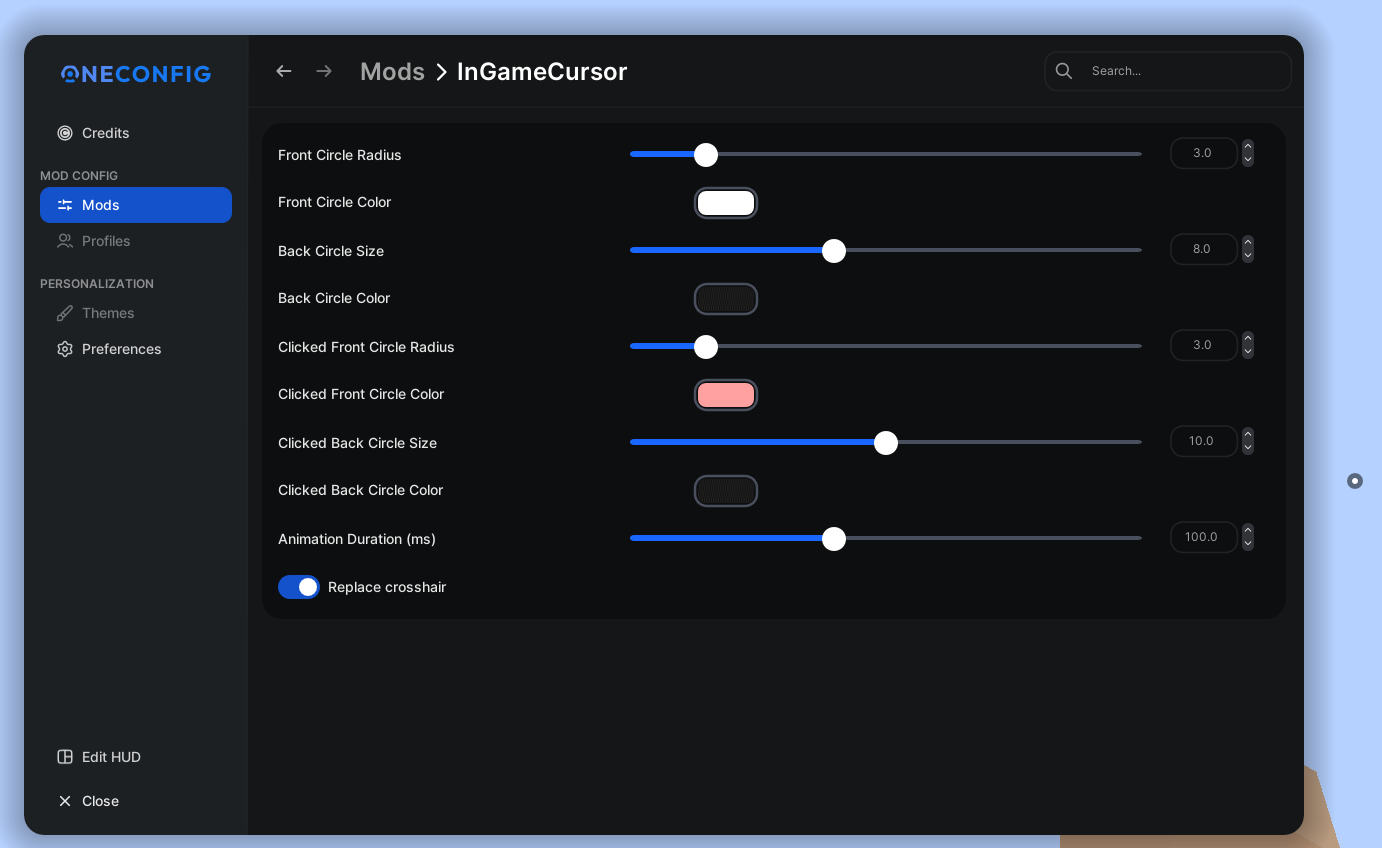 ONECONFIG
Credits
MOD CONFIG
Mods
Profiles
PERSONALIZATION
Themes
Preferences
Edit HUD
Close
Mods > InGameCursor
Search...
Front Circle Radius 3.0
Front Circle Color
Back Circle Size 8.0
Back Circle Color
Clicked Front Circle Radius 3.0
Clicked Front Circle Color
Clicked Back Circle Size 10.0
Clicked Back Circle Color
Animation Duration (ms) 100.0
Replace crosshair